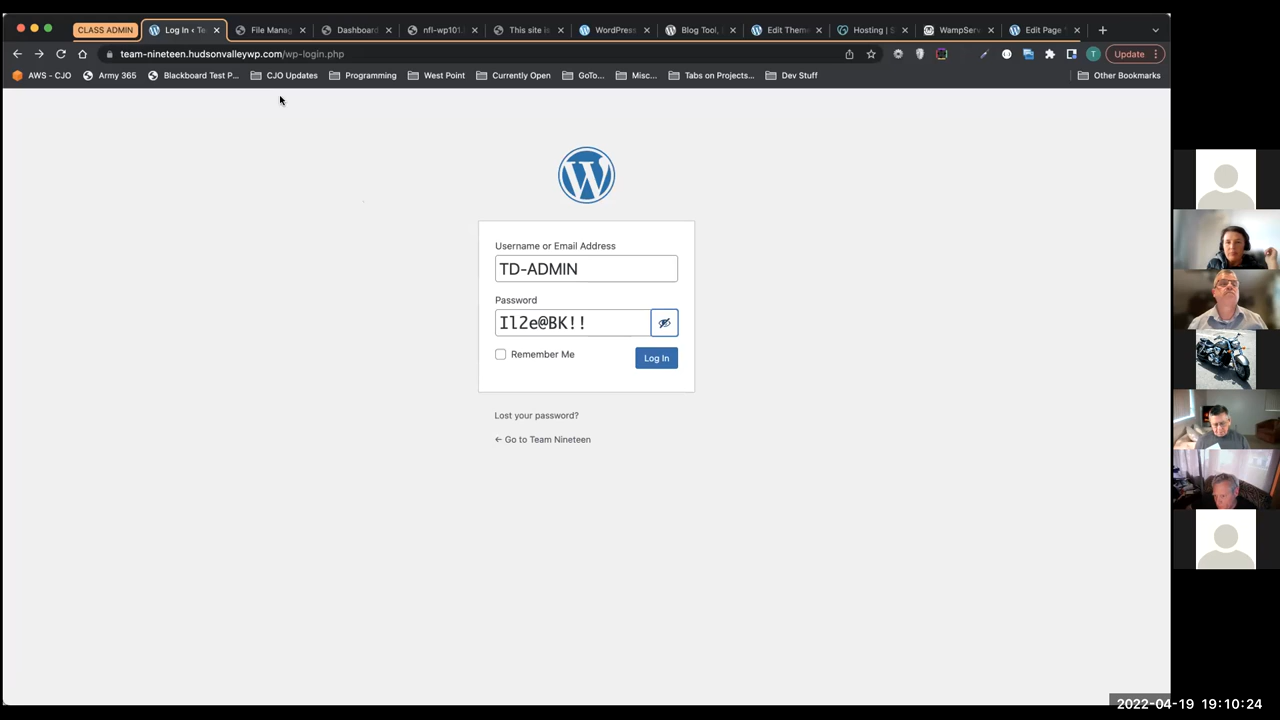 CLASS ADMIN
Log In ‹ Te
File Manag
Dashboard
nfl-wp101.
This site is
WordPress
Blog Tool,
Edit Them
Hosting | S
WampServ
Edit Page
team-nineteen.hudsonvalleywp.com/wp-login.php
T
Update
AWS - CJO
Army 365
Blackboard Test P...
CJO Updates
Programming
West Point
Currently Open
GoTo...
Misc...
Tabs on Projects...
Dev Stuff
Other Bookmarks
Username or Email Address
TD-ADMIN
Password
Il2e@BK!!
Remember Me
Log In
Lost your password?
← Go to Team Nineteen
2022-04-19 19:10:24